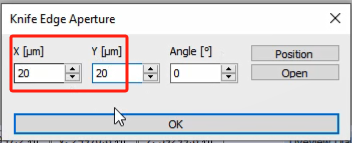 Knife Edge Aperture
X [µm] Y [µm] Angle [º] Position
20 20 0 Open
OK